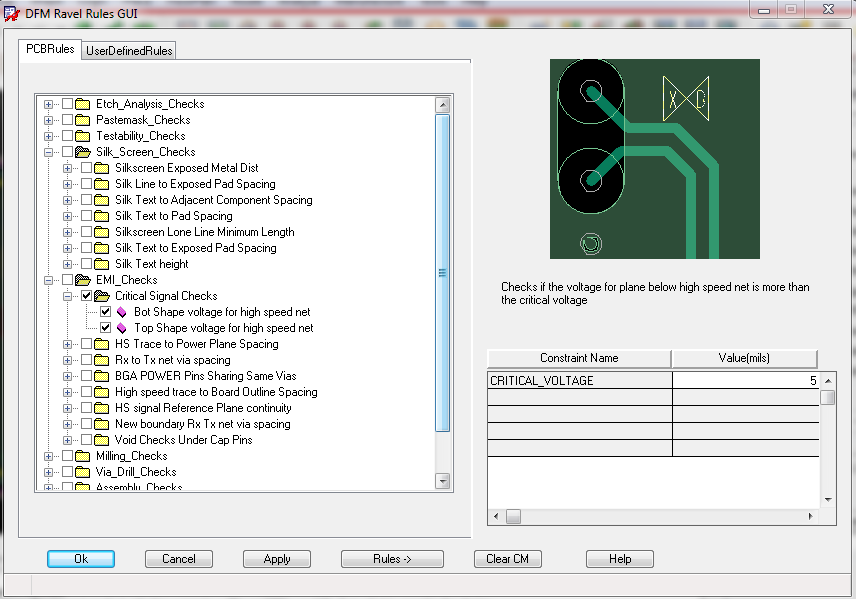 DFM Ravel Rules GUI
PCBRules
UserDefinedRules
Etch_Analysis_Checks
Pastemask_Checks
Testability_Checks
Silk_Screen_Checks
Silkscreen Exposed Metal Dist
Silk Line to Exposed Pad Spacing
Silk Text to Adjacent Component Spacing
Silk Text to Pad Spacing
Silkscreen Lone Line Minimum Length
Silk Text to Exposed Pad Spacing
Silk Text height
EMI_Checks
Critical Signal Checks
Bot Shape voltage for high speed net
Top Shape voltage for high speed net
HS Trace to Power Plane Spacing
Rx to Tx net via spacing
BGA POWER Pins Sharing Same Vias
High speed trace to Board Outline Spacing
HS signal Reference Plane continuity
New boundary Rx Tx net via spacing
Void Checks Under Cap Pins
Milling_Checks
Via_Drill_Checks
Assembly_Checks
X D
Checks if the voltage for plane below high speed net is more than
the critical voltage
Constraint Name Value(mils)
CRITICAL_VOLTAGE 5
Ok Cancel Apply Rules -> Clear CM Help